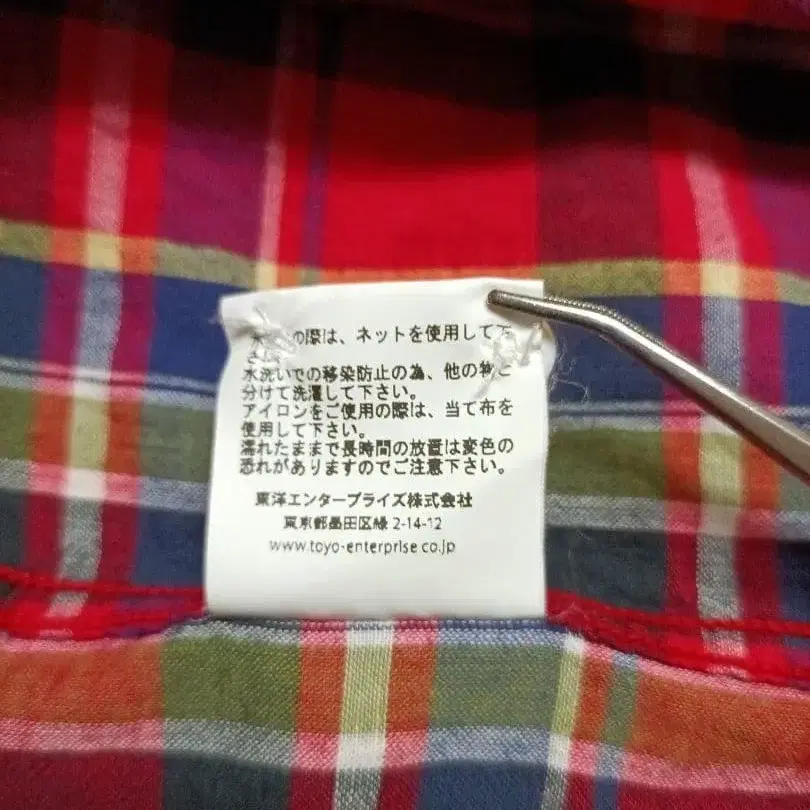 水洗いの際は、ネットを使用して下
さい。
水洗いでの移染防止の為、他の物と
分けて洗濯して下さい。
アイロンをご使用の際は、当て布を
使用して下さい。
濡れたままで長時間の放置は変色の
恐れがありますのでご注意下さい。
東洋エンタープライズ株式会社
東京都墨田区緑 2-14-12
www.toyo-enterprise.co.jp